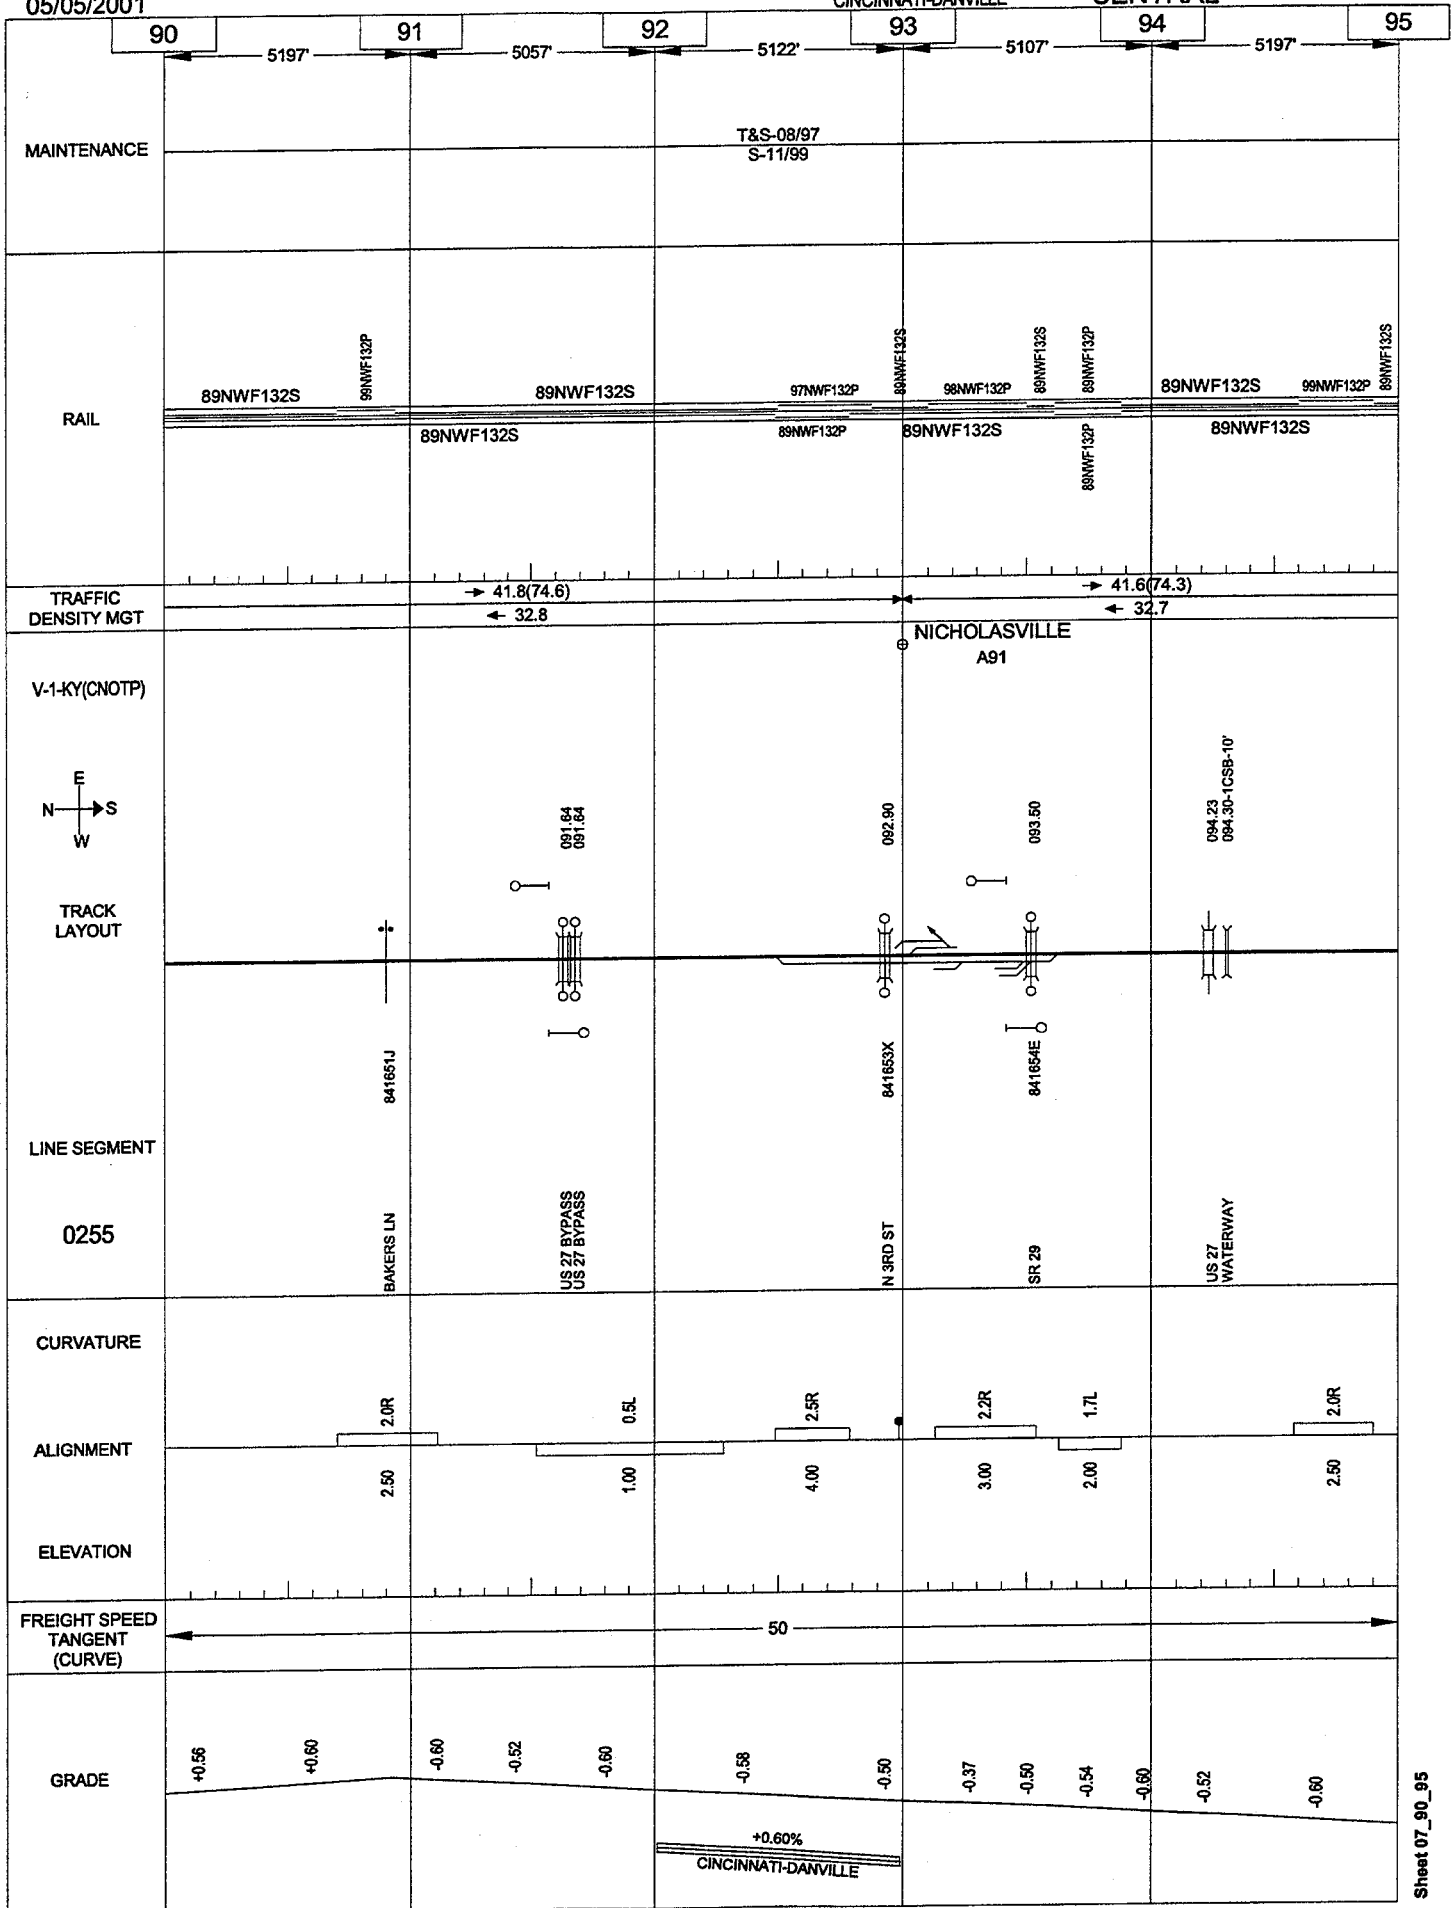 05/05/2001
CINCINNATI-DANVILLE
CENTRAL
90 91 92 93 94 95
5197' 5057' 5122' 5107' 5197'
MAINTENANCE
T&S-08/97
S-11/99
RAIL
89NWF132S 99NWF132P 89NWF132S 97NWF132P 89NWF132S 98NWF132P 89NWF132S 89NWF132P 89NWF132S 99NWF132P 89NWF132S
89NWF132S 89NWF132P 89NWF132S 89NWF132P 89NWF132S
TRAFFIC
DENSITY MGT
→ 41.8(74.6) → 41.6(74.3)
← 32.8 ← 32.7
NICHOLASVILLE
A91
V-1-KY(CNOTP)
E
N S
W
091.64
091.64
092.90
093.50
094.23
094.30-1CSB-10'
TRACK
LAYOUT
841651J
841653X
841654E
LINE SEGMENT
0255
BAKERS LN
US 27 BYPASS
US 27 BYPASS
N 3RD ST
SR 29
US 27
WATERWAY
CURVATURE
2.0R 0.5L 2.5R 2.2R 1.7L 2.0R
ALIGNMENT
2.50 1.00 4.00 3.00 2.00 2.50
ELEVATION
FREIGHT SPEED
TANGENT
(CURVE)
50
GRADE
+0.56 +0.60 -0.60 -0.52 -0.60 -0.58 -0.50 -0.37 -0.50 -0.54 -0.60 -0.52 -0.60
+0.60%
CINCINNATI-DANVILLE
Sheet 07_90_95